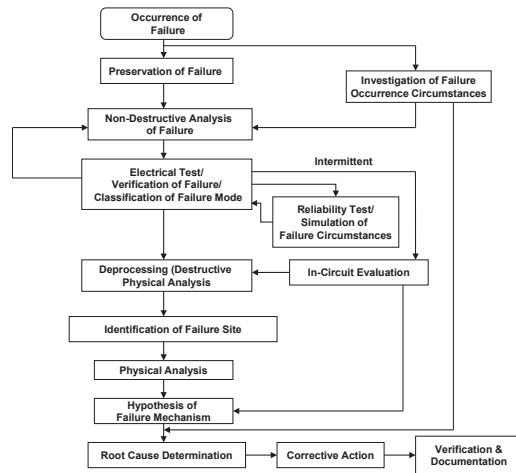 Occurrence of
Failure
Preservation of Failure
Investigation of Failure
Occurrence Circumstances
Non-Destructive Analysis
of Failure
Electrical Test/
Verification of Failure/
Classification of Failure Mode
Intermittent
Reliability Test/
Simulation of
Failure Circumstances
Deprocessing (Destructive
Physical Analysis
In-Circuit Evaluation
Identification of Failure Site
Physical Analysis
Hypothesis of
Failure Mechanism
Root Cause Determination
Corrective Action
Verification &
Documentation